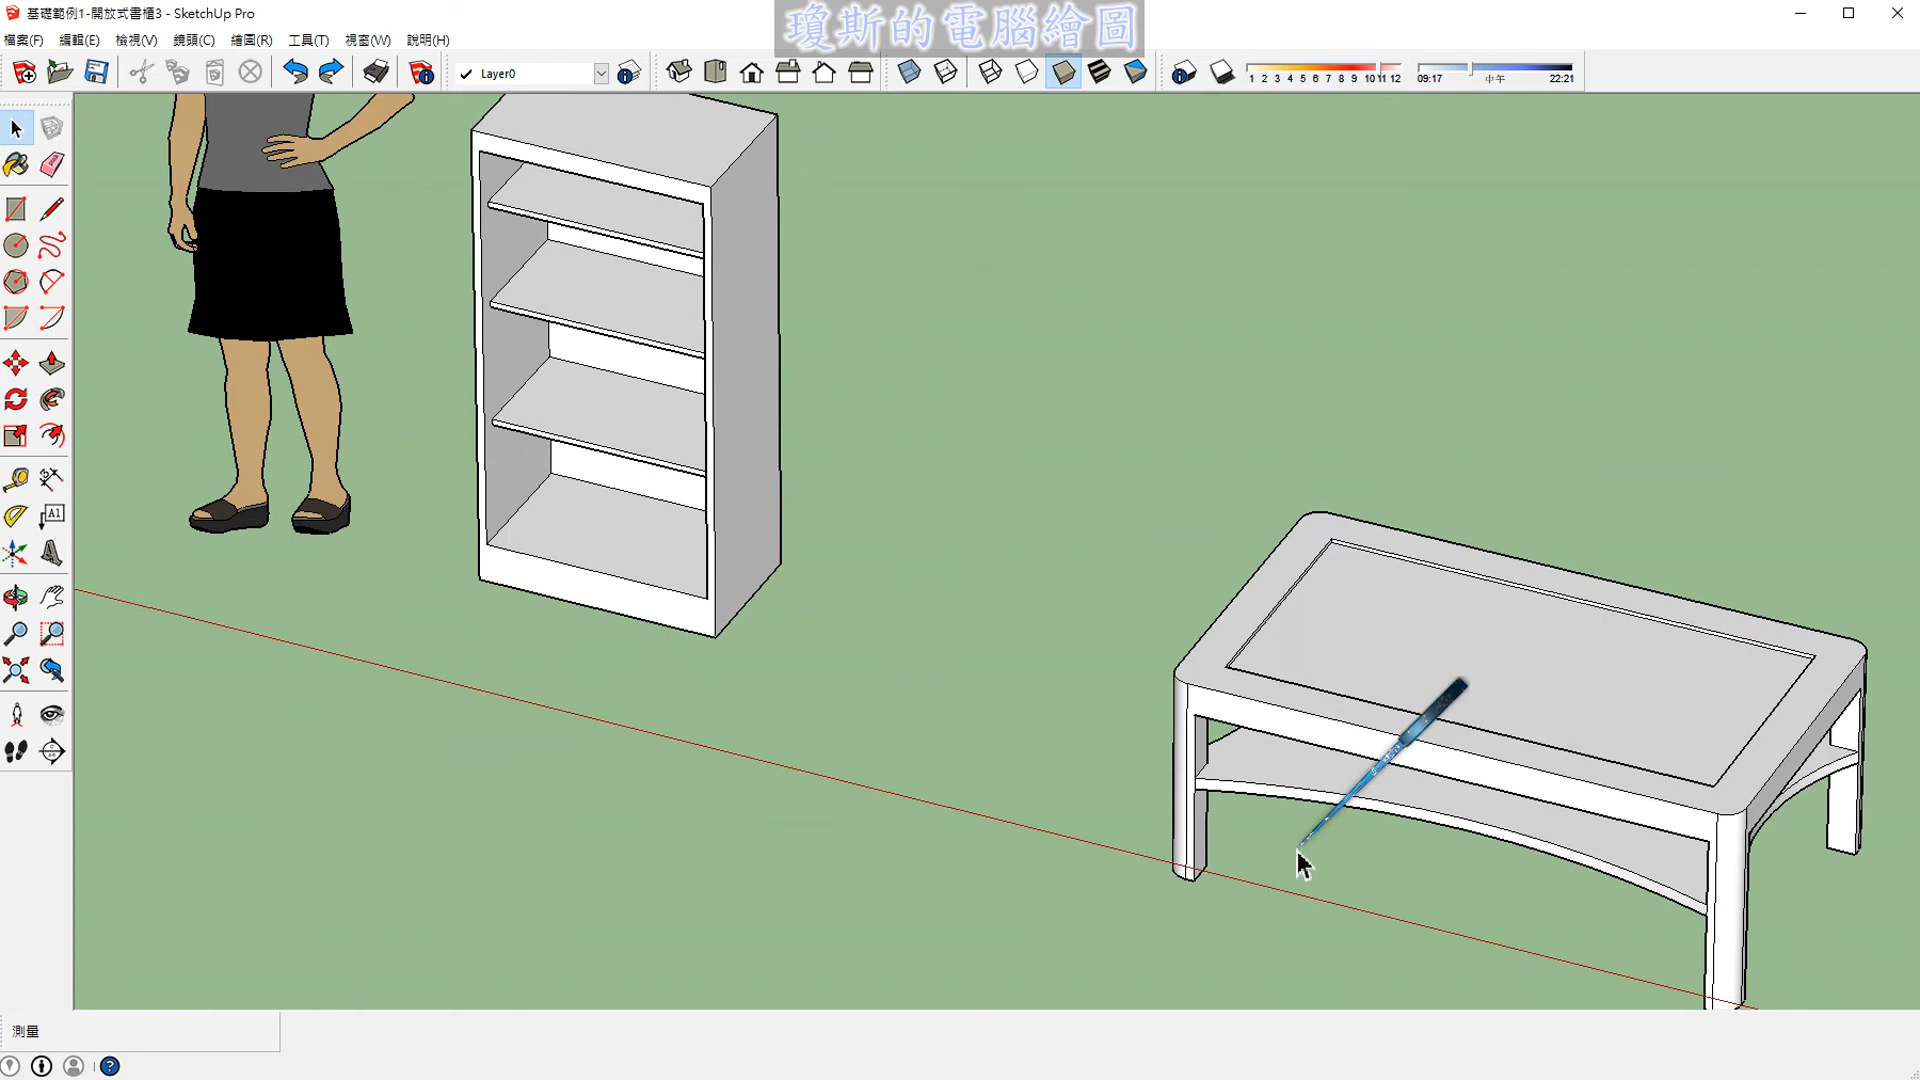 基礎範例1-開放式書櫃3 - SketchUp Pro
瓊斯的電腦繪圖
檔案(F) 編輯(E) 檢視(V) 鏡頭(C) 繪圖(R) 工具(T) 視窗(W) 說明(H)
Layer0
1 2 3 4 5 6 7 8 9 10 11 12
09:17 中午 22:21
A1
測量